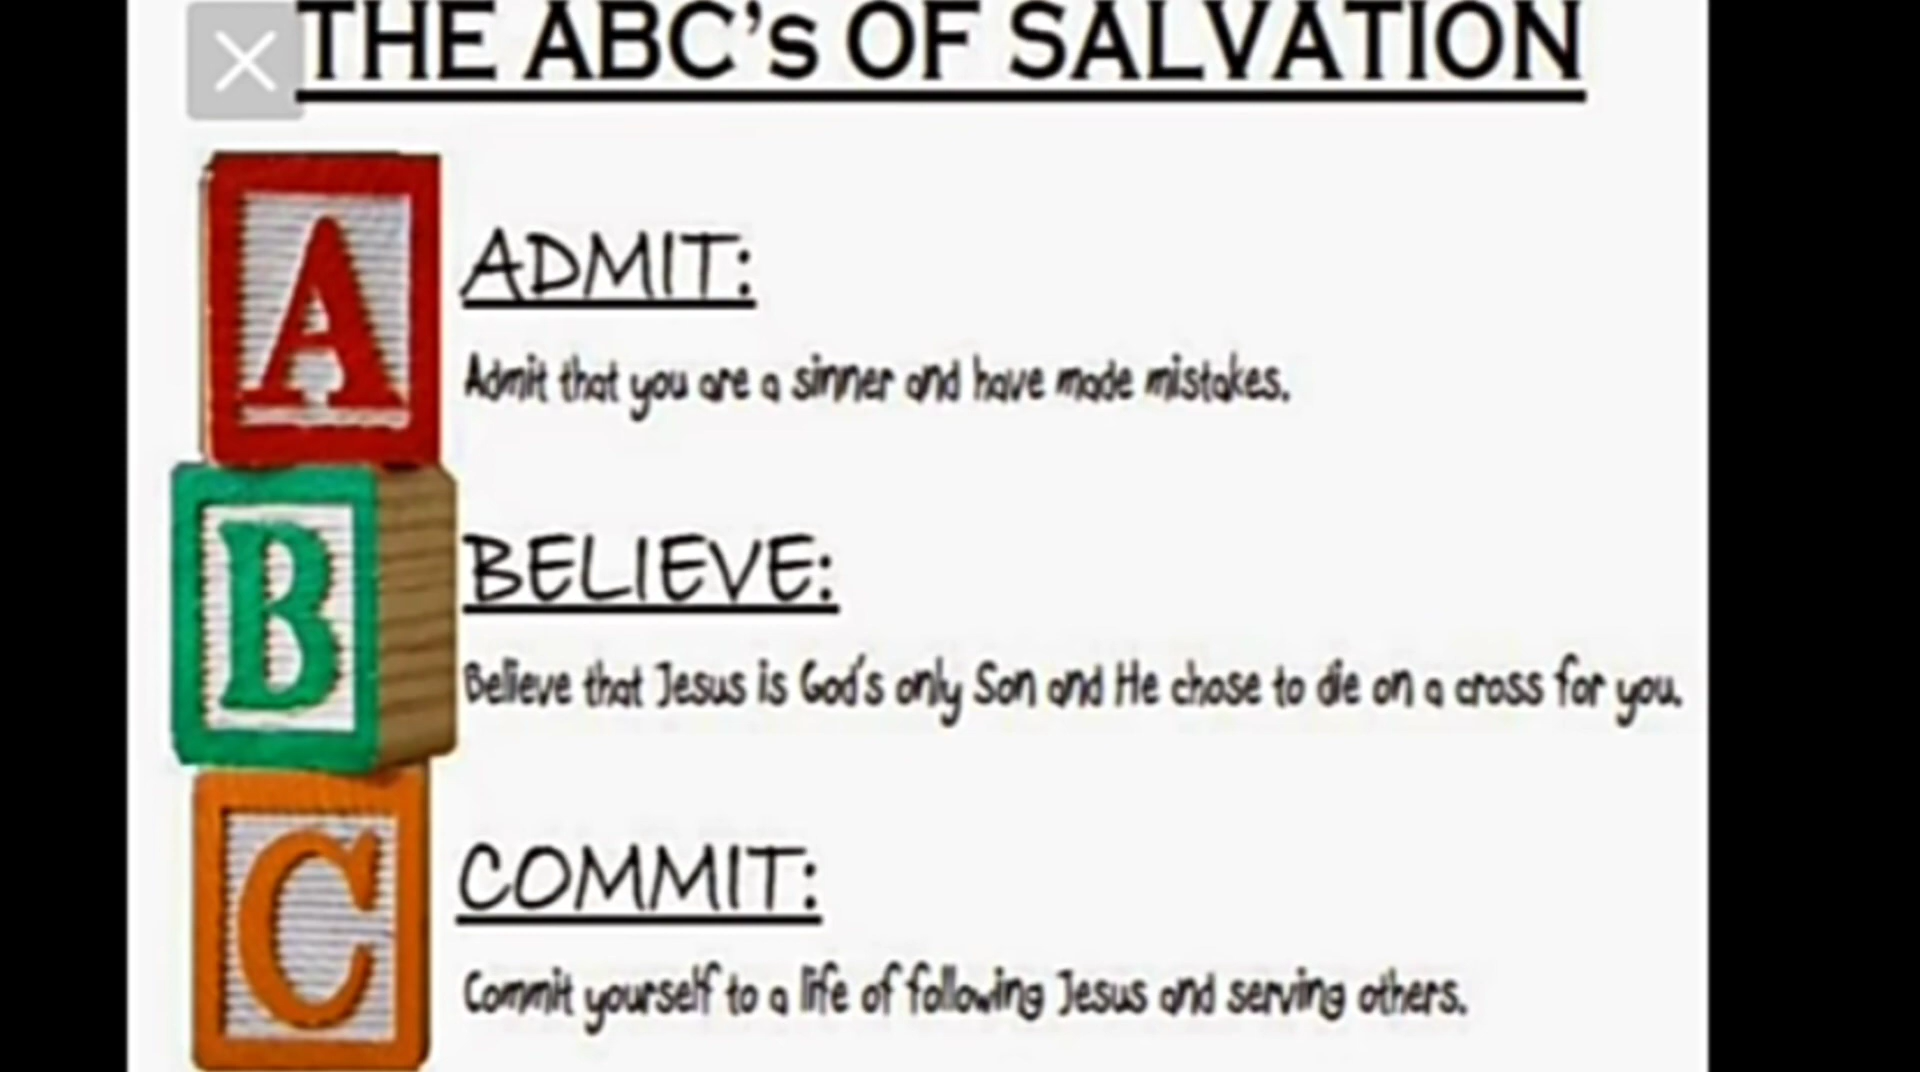 THE ABC's OF SALVATION
A
ADMIT:
Admit that you are a sinner and have made mistakes.
B
BELIEVE:
Believe that Jesus is God's only Son and He chose to die on a cross for you.
C
COMMIT:
Commit yourself to a life of following Jesus and serving others.